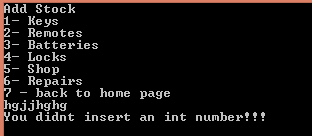 Add Stock
1- Keys
2- Remotes
3- Batteries
4- Locks
5- Shop
6- Repairs
7 - back to home page
hgjjhghg
You didnt insert an int number!!!